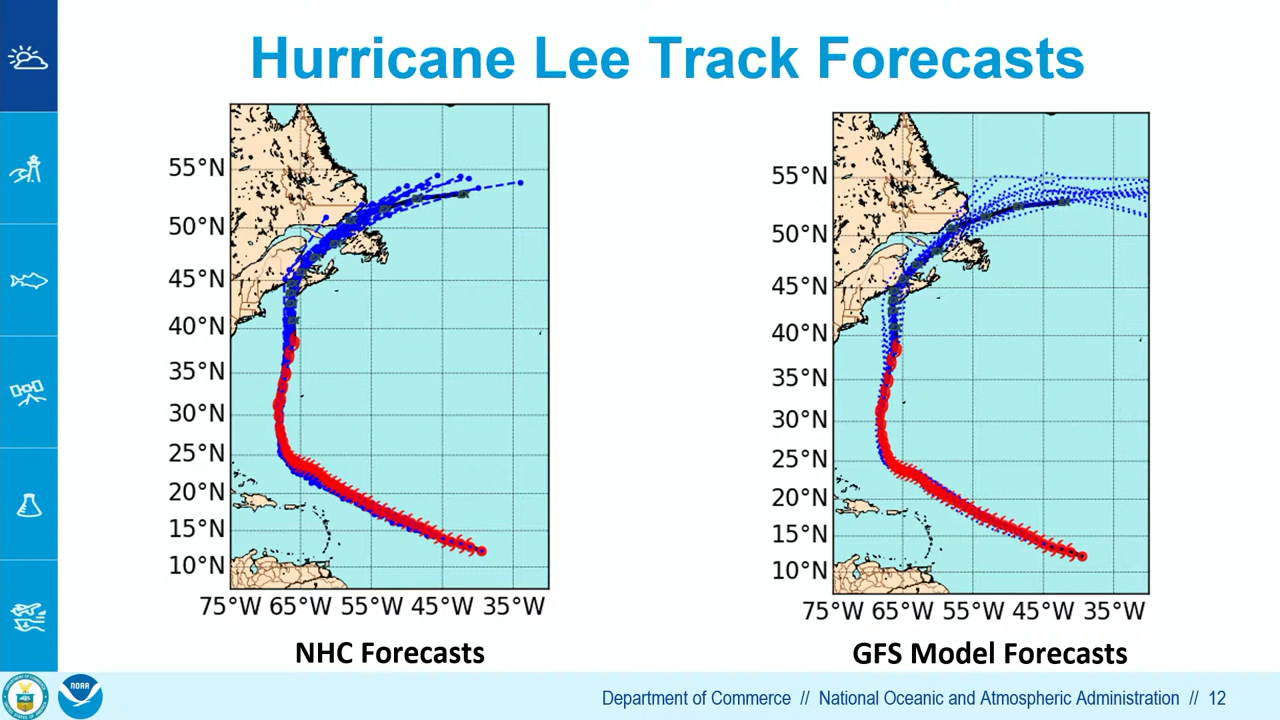 Hurricane Lee Track Forecasts
55°N
50°N
45°N
40°N
35°N
30°N
25°N
20°N
15°N
10°N
75°W 65°W 55°W 45°W 35°W
NHC Forecasts
55°N
50°N
45°N
40°N
35°N
30°N
25°N
20°N
15°N
10°N
75°W 65°W 55°W 45°W 35°W
GFS Model Forecasts
NOAA
Department of Commerce // National Oceanic and Atmospheric Administration // 12